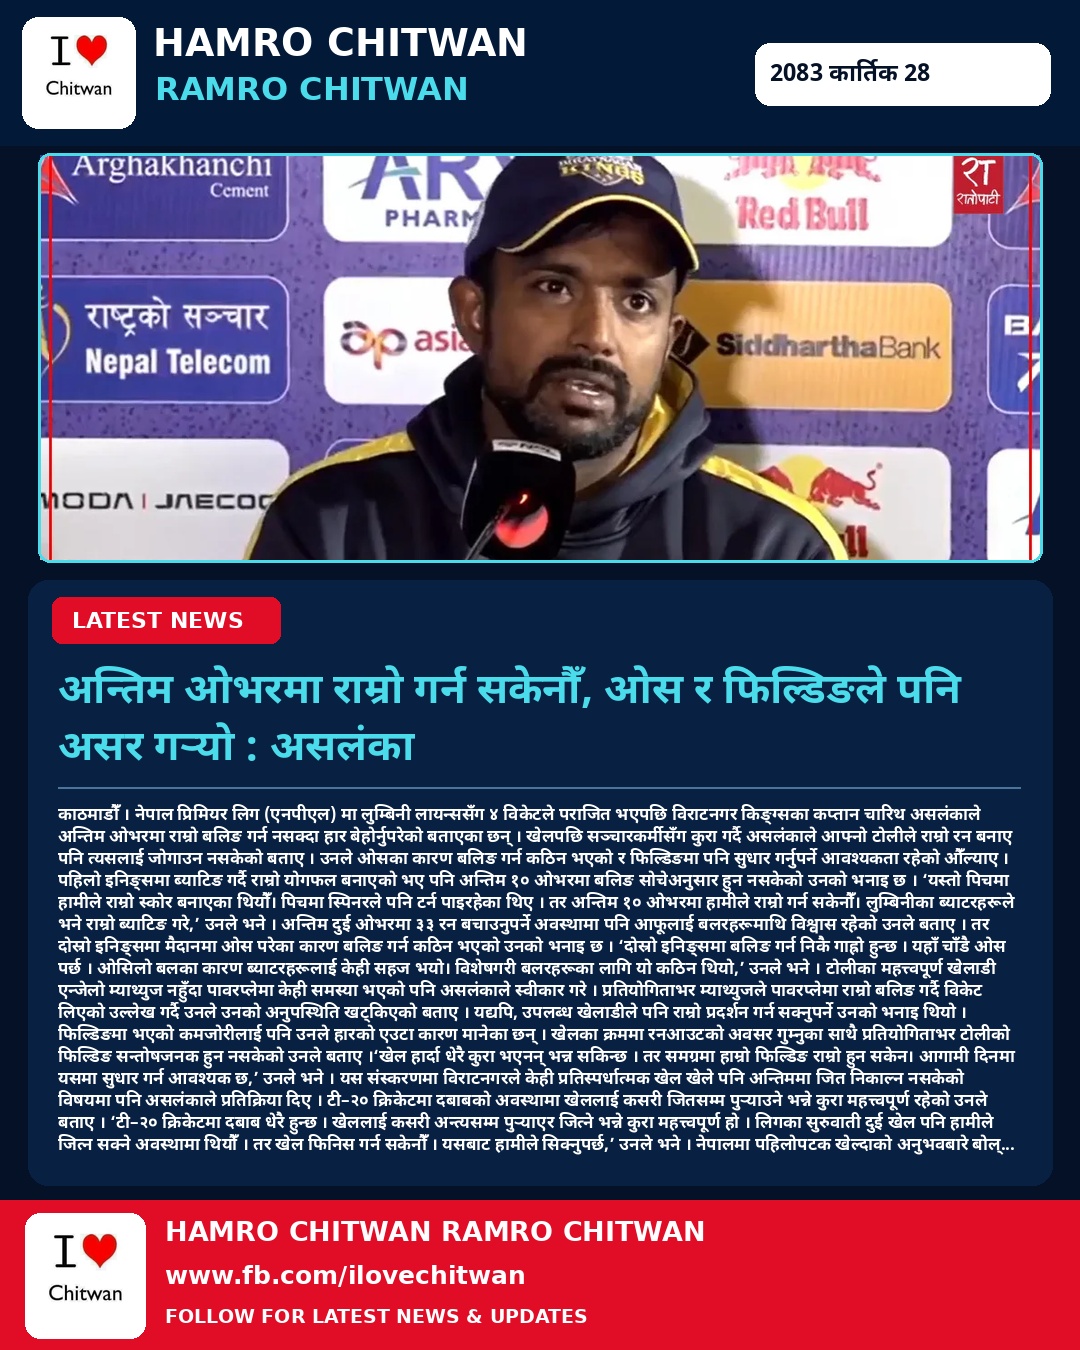 I ❤ Chitwan
HAMRO CHITWAN
RAMRO CHITWAN
2083 कार्तिक 28
Arghakhanchi
Cement
PHARM
Red Bull
रातोपाटी
राष्ट्रको सञ्चार
Nepal Telecom
asia
KINGS
SiddharthaBank
JAECOO
NPL
LATEST NEWS
अन्तिम ओभरमा राम्रो गर्न सकेनौँ, ओस र फिल्डिङले पनि
असर गर्‍यो : असलंका
काठमाडौँ । नेपाल प्रिमियर लिग (एनपीएल) मा लुम्बिनी लायन्ससँग ४ विकेटले पराजित भएपछि विराटनगर किङ्ग्सका कप्तान चारिथ असलंकाले
अन्तिम ओभरमा राम्रो बलिङ गर्न नसक्दा हार बेहोर्नुपरेको बताएका छन् । खेलपछि सञ्चारकर्मीसँग कुरा गर्दै असलंकाले आफ्नो टोलीले राम्रो रन बनाए
पनि त्यसलाई जोगाउन नसकेको बताए । उनले ओसका कारण बलिङ गर्न कठिन भएको र फिल्डिङमा पनि सुधार गर्नुपर्ने आवश्यकता रहेको औँल्याए ।
पहिलो इनिङ्समा ब्याटिङ गर्दै राम्रो योगफल बनाएको भए पनि अन्तिम १० ओभरमा बलिङ सोचेअनुसार हुन नसकेको उनको भनाइ छ । ‘यस्तो पिचमा
हामीले राम्रो स्कोर बनाएका थियौँ। पिचमा स्पिनरले पनि टर्न पाइरहेका थिए । तर अन्तिम १० ओभरमा हामीले राम्रो गर्न सकेनौँ। लुम्बिनीका ब्याटरहरूले
भने राम्रो ब्याटिङ गरे,’ उनले भने । अन्तिम दुई ओभरमा ३३ रन बचाउनुपर्ने अवस्थामा पनि आफूलाई बलरहरूमाथि विश्वास रहेको उनले बताए । तर
दोस्रो इनिङ्समा मैदानमा ओस परेका कारण बलिङ गर्न कठिन भएको उनको भनाइ छ । ‘दोस्रो इनिङ्समा बलिङ गर्न निकै गाह्रो हुन्छ । यहाँ चाँडै ओस
पर्छ । ओसिलो बलका कारण ब्याटरहरूलाई केही सहज भयो। विशेषगरी बलरहरूका लागि यो कठिन थियो,’ उनले भने । टोलीका महत्त्वपूर्ण खेलाडी
एन्जेलो म्याथ्युज नहुँदा पावरप्लेमा केही समस्या भएको पनि असलंकाले स्वीकार गरे । प्रतियोगिताभर म्याथ्युजले पावरप्लेमा राम्रो बलिङ गर्दै विकेट
लिएको उल्लेख गर्दै उनले उनको अनुपस्थिति खट्किएको बताए । यद्यपि, उपलब्ध खेलाडीले पनि राम्रो प्रदर्शन गर्न सक्नुपर्ने उनको भनाइ थियो ।
फिल्डिङमा भएको कमजोरीलाई पनि उनले हारको एउटा कारण मानेका छन् । खेलका क्रममा रनआउटको अवसर गुम्नुका साथै प्रतियोगिताभर टोलीको
फिल्डिङ सन्तोषजनक हुन नसकेको उनले बताए ।‘खेल हार्दा धेरै कुरा भएनन् भन्न सकिन्छ । तर समग्रमा हाम्रो फिल्डिङ राम्रो हुन सकेन। आगामी दिनमा
यसमा सुधार गर्न आवश्यक छ,’ उनले भने । यस संस्करणमा विराटनगरले केही प्रतिस्पर्धात्मक खेल खेले पनि अन्तिममा जित निकाल्न नसकेको
विषयमा पनि असलंकाले प्रतिक्रिया दिए । टी–२० क्रिकेटमा दबाबको अवस्थामा खेललाई कसरी जितसम्म पुर्‍याउने भन्ने कुरा महत्त्वपूर्ण रहेको उनले
बताए । ‘टी–२० क्रिकेटमा दबाब धेरै हुन्छ । खेललाई कसरी अन्त्यसम्म पुर्‍याएर जित्ने भन्ने कुरा महत्त्वपूर्ण हो । लिगका सुरुवाती दुई खेल पनि हामीले
जित्न सक्ने अवस्थामा थियौँ । तर खेल फिनिस गर्न सकेनौँ । यसबाट हामीले सिक्नुपर्छ,’ उनले भने । नेपालमा पहिलोपटक खेल्दाको अनुभवबारे बोल्...
I ❤ Chitwan
HAMRO CHITWAN RAMRO CHITWAN
www.fb.com/ilovechitwan
FOLLOW FOR LATEST NEWS & UPDATES